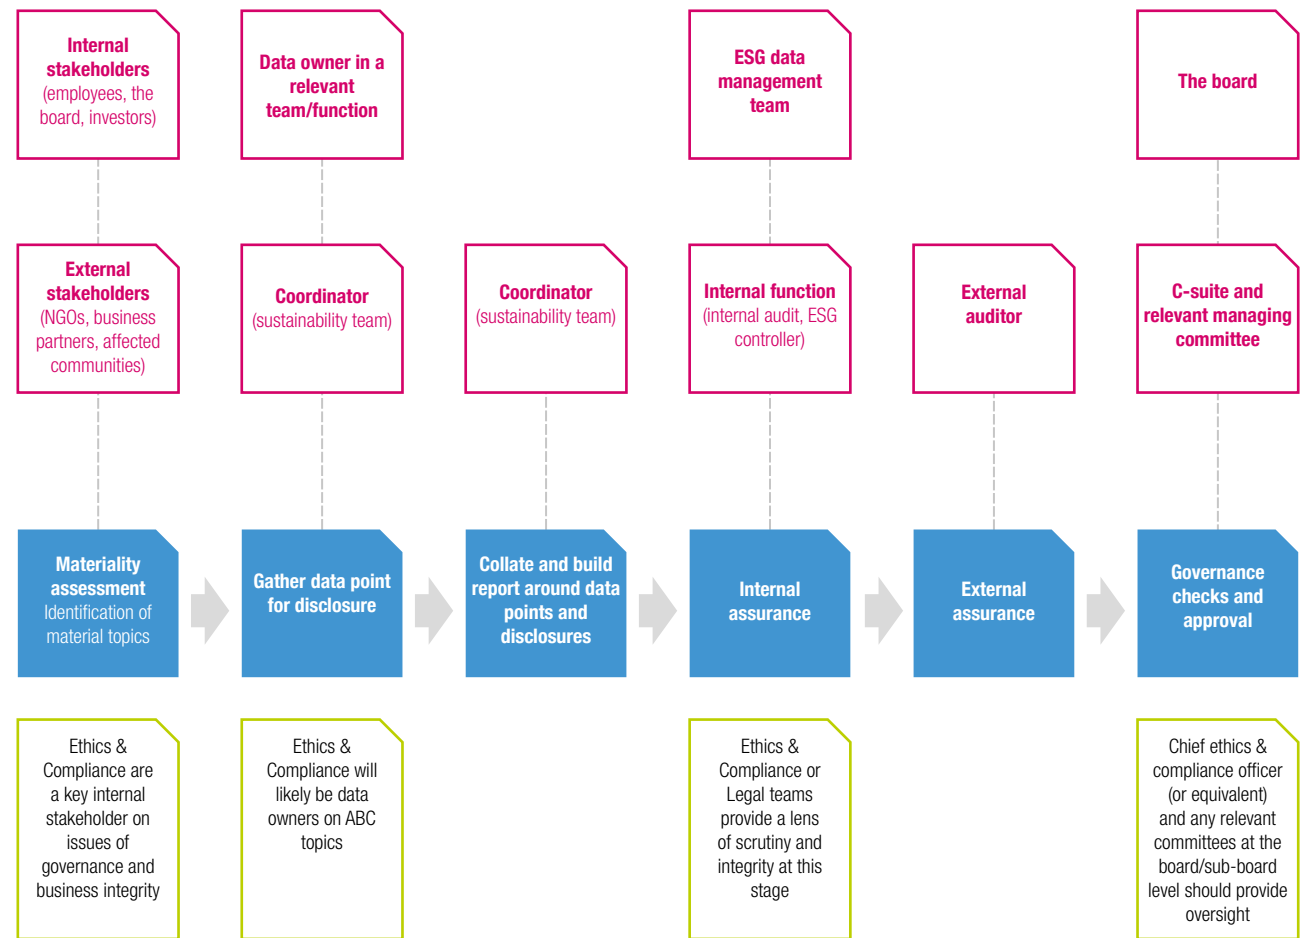 Internal
stakeholders
(employees, the
board, investors)
Data owner in a
relevant
team/function
ESG data
management
team
The board
External
stakeholders
(NGOs, business
partners, affected
communities)
Coordinator
(sustainability team)
Coordinator
(sustainability team)
Internal function
(internal audit, ESG
controller)
External
auditor
C-suite and
relevant managing
committee
Materiality
assessment
Identification of
material topics
Gather data point
for disclosure
Collate and build
report around data
points and
disclosures
Internal
assurance
External
assurance
Governance
checks and
approval
Ethics &
Compliance are
a key internal
stakeholder on
issues of
governance and
business integrity
Ethics &
Compliance will
likely be data
owners on ABC
topics
Ethics &
Compliance or
Legal teams
provide a lens
of scrutiny and
integrity at this
stage
Chief ethics &
compliance officer
(or equivalent)
and any relevant
committees at the
board/sub-board
level should provide
oversight